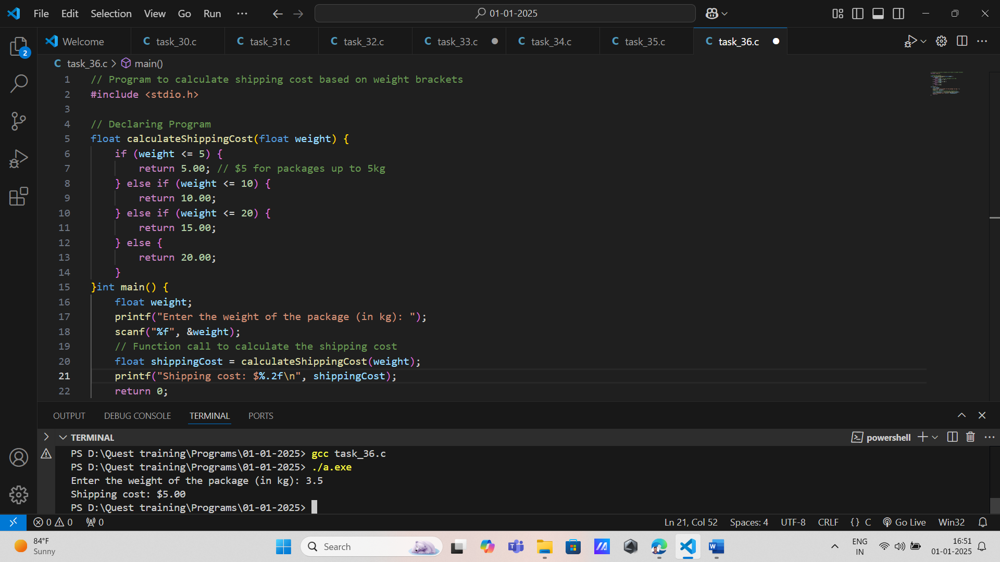 File Edit Selection View Go Run ··· 01-01-2025
Welcome task_30.c task_31.c task_32.c task_33.c task_34.c task_35.c task_36.c
2
C task_36.c > main()
1 // Program to calculate shipping cost based on weight brackets
2 #include <stdio.h>
3
4 // Declaring Program
5 float calculateShippingCost(float weight) {
6 if (weight <= 5) {
7 return 5.00; // $5 for packages up to 5kg
8 } else if (weight <= 10) {
9 return 10.00;
10 } else if (weight <= 20) {
11 return 15.00;
12 } else {
13 return 20.00;
14 }
15 }int main() {
16 float weight;
17 printf("Enter the weight of the package (in kg): ");
18 scanf("%f", &weight);
19 // Function call to calculate the shipping cost
20 float shippingCost = calculateShippingCost(weight);
21 printf("Shipping cost: $%.2f\n", shippingCost);
22 return 0;
OUTPUT DEBUG CONSOLE TERMINAL PORTS
TERMINAL powershell
PS D:\Quest training\Programs\01-01-2025> gcc task_36.c
PS D:\Quest training\Programs\01-01-2025> ./a.exe
Enter the weight of the package (in kg): 3.5
Shipping cost: $5.00
PS D:\Quest training\Programs\01-01-2025>
0 0 0 Ln 21, Col 52 Spaces: 4 UTF-8 CRLF {} C Go Live Win32
84°F
Sunny
Search
ENG
IN
16:51
01-01-2025